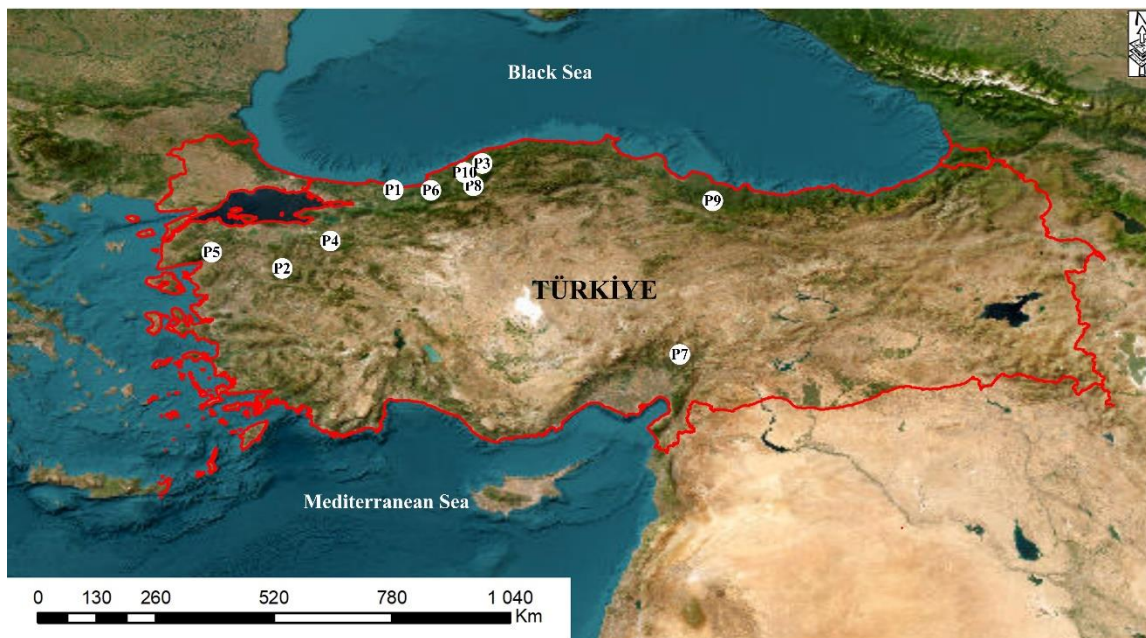 N
Black Sea
P3
P10
P8
P1
P6
P9
P4
P5
P2
TÜRKİYE
P7
Mediterranean Sea
0 130 260 520 780 1 040
Km